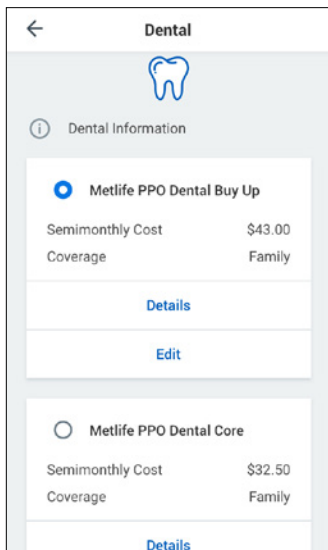 Dental
Dental Information
Metlife PPO Dental Buy Up
Semimonthly Cost $43.00
Coverage Family
Details
Edit
Metlife PPO Dental Core
Semimonthly Cost $32.50
Coverage Family
Details